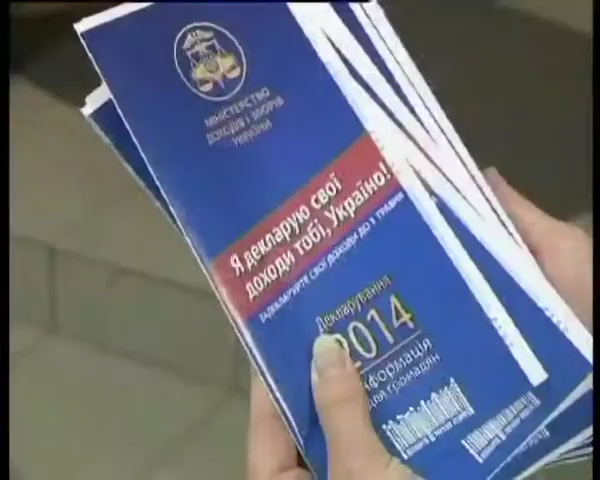 МІНІСТЕРСТВО
ДОХОДІВ І ЗБОРІВ
УКРАЇНИ
Я декларую свої
доходи тобі, Україно!
ЗАДЕКЛАРУЙТЕ СВОЇ ДОХОДИ ДО 1 ТРАВНЯ
Декларування
2014
Інформація
для громадян